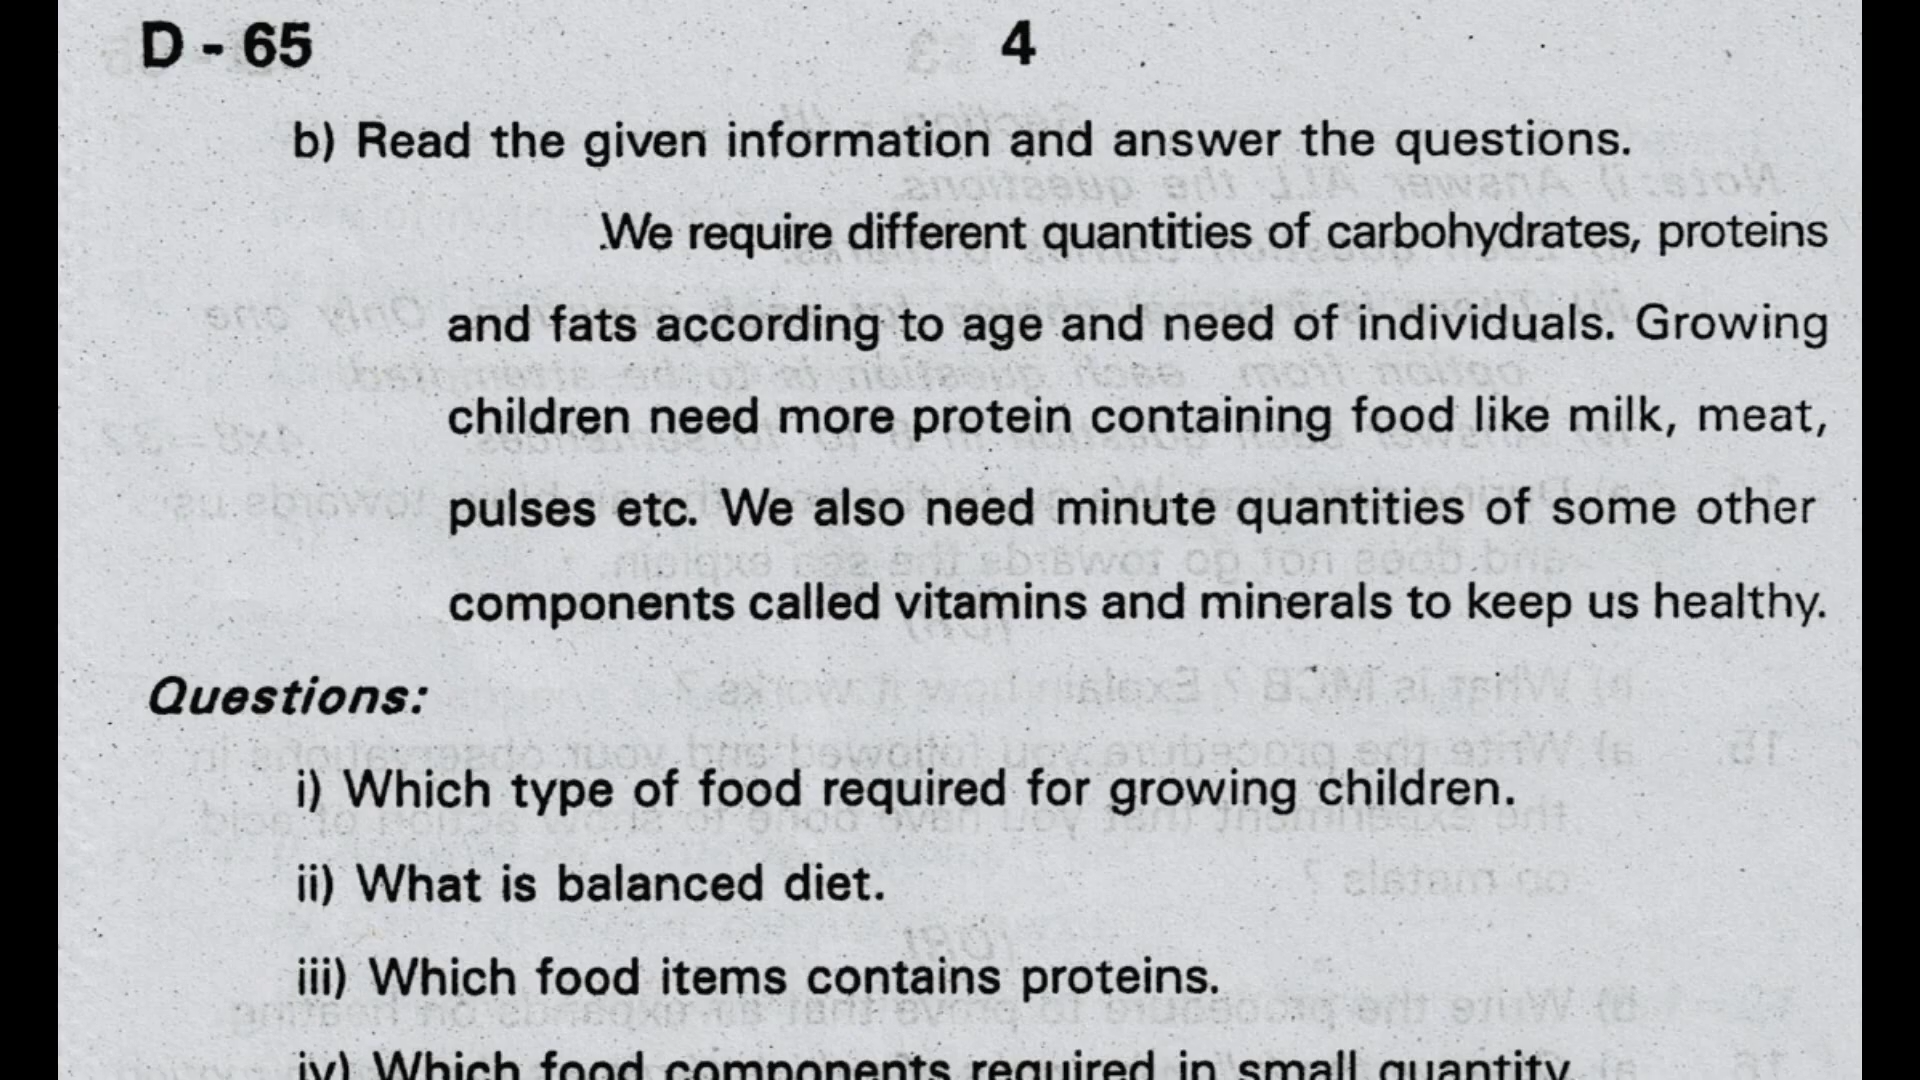 D - 65 4
b) Read the given information and answer the questions.
We require different quantities of carbohydrates, proteins
and fats according to age and need of individuals. Growing
children need more protein containing food like milk, meat,
pulses etc. We also need minute quantities of some other
components called vitamins and minerals to keep us healthy.
Questions:
i) Which type of food required for growing children.
ii) What is balanced diet.
iii) Which food items contains proteins.
iv) Which food components required in small quantity.